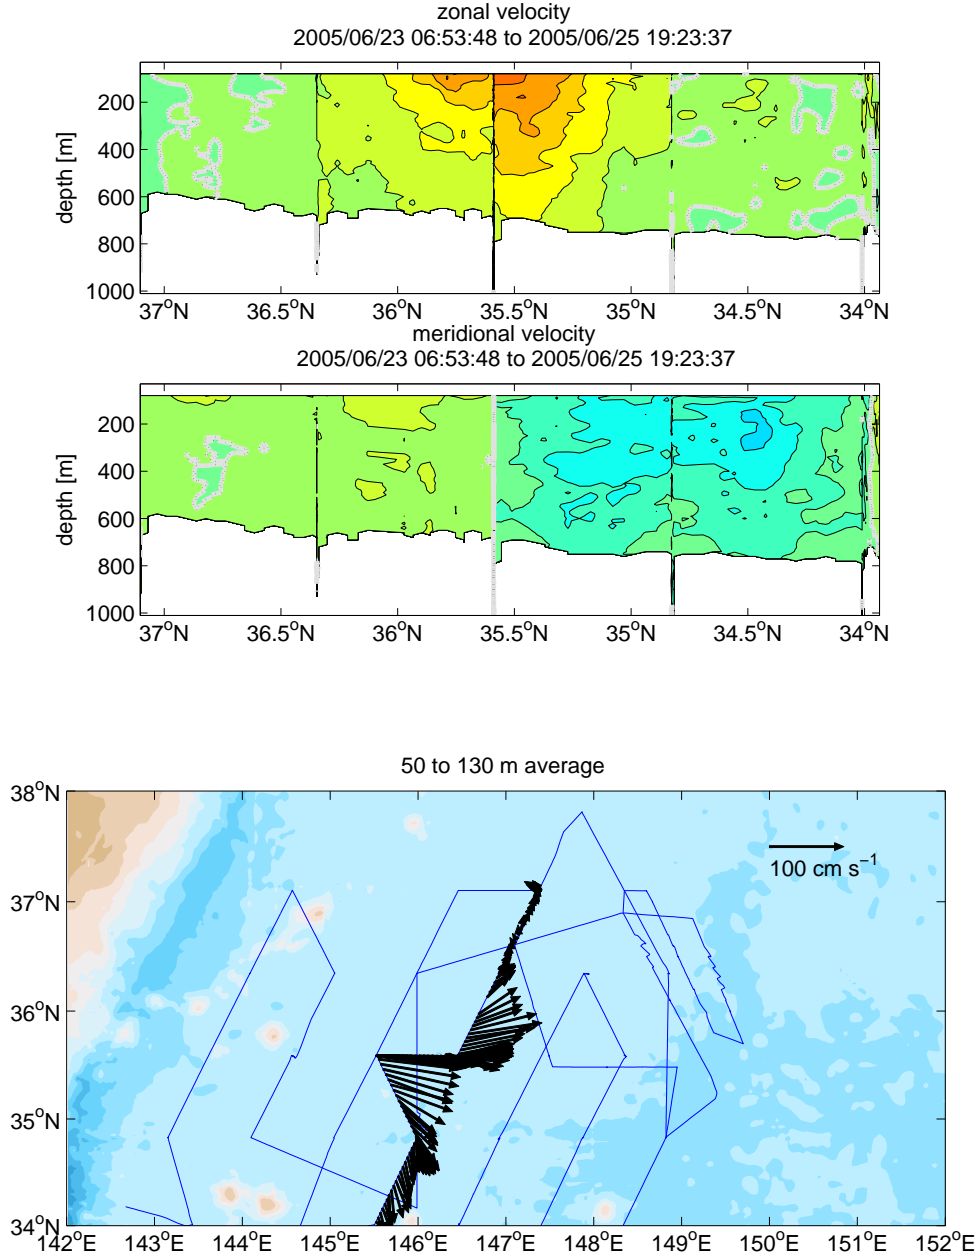 zonal velocity
2005/06/23 06:53:48 to 2005/06/25 19:23:37
depth [m]
200
400
600
800
1000
37°N 36.5°N 36°N 35.5°N 35°N 34.5°N 34°N
meridional velocity
2005/06/23 06:53:48 to 2005/06/25 19:23:37
depth [m]
200
400
600
800
1000
37°N 36.5°N 36°N 35.5°N 35°N 34.5°N 34°N
50 to 130 m average
38°N
37°N
36°N
35°N
34°N
100 cm s⁻¹
142°E 143°E 144°E 145°E 146°E 147°E 148°E 149°E 150°E 151°E 152°E